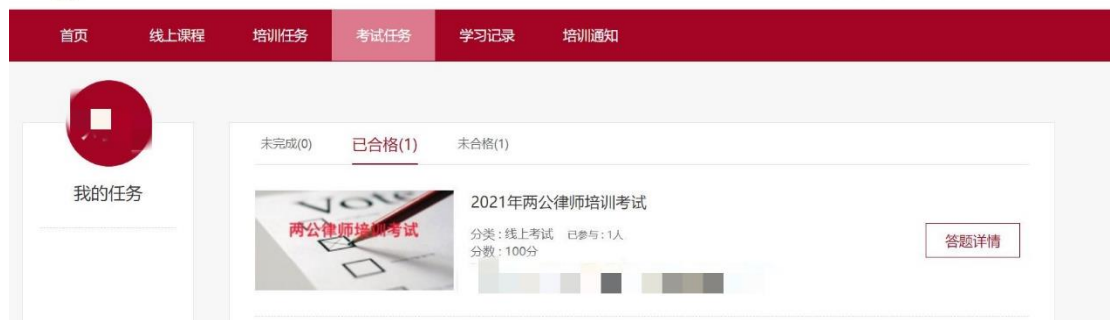 首页 线上课程 培训任务 考试任务 学习记录 培训通知
我的任务
未完成(0) 已合格(1) 未合格(1)
Vote
两公律师培训考试
2021年两公律师培训考试
分类：线上考试 已参与：1人
分数：100分
答题详情